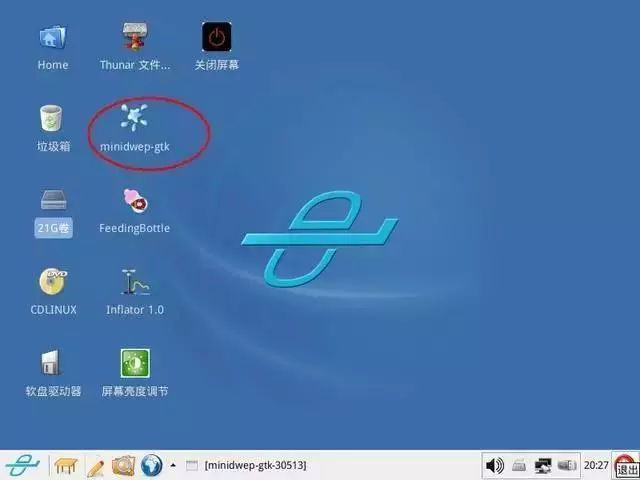 Home
Thunar 文件...
关闭屏幕
垃圾箱
minidwep-gtk
21G卷
FeedingBottle
DVD
CDLINUX
Inflator 1.0
软盘驱动器
屏幕亮度调节
[minidwep-gtk-30513]
20:27
退出